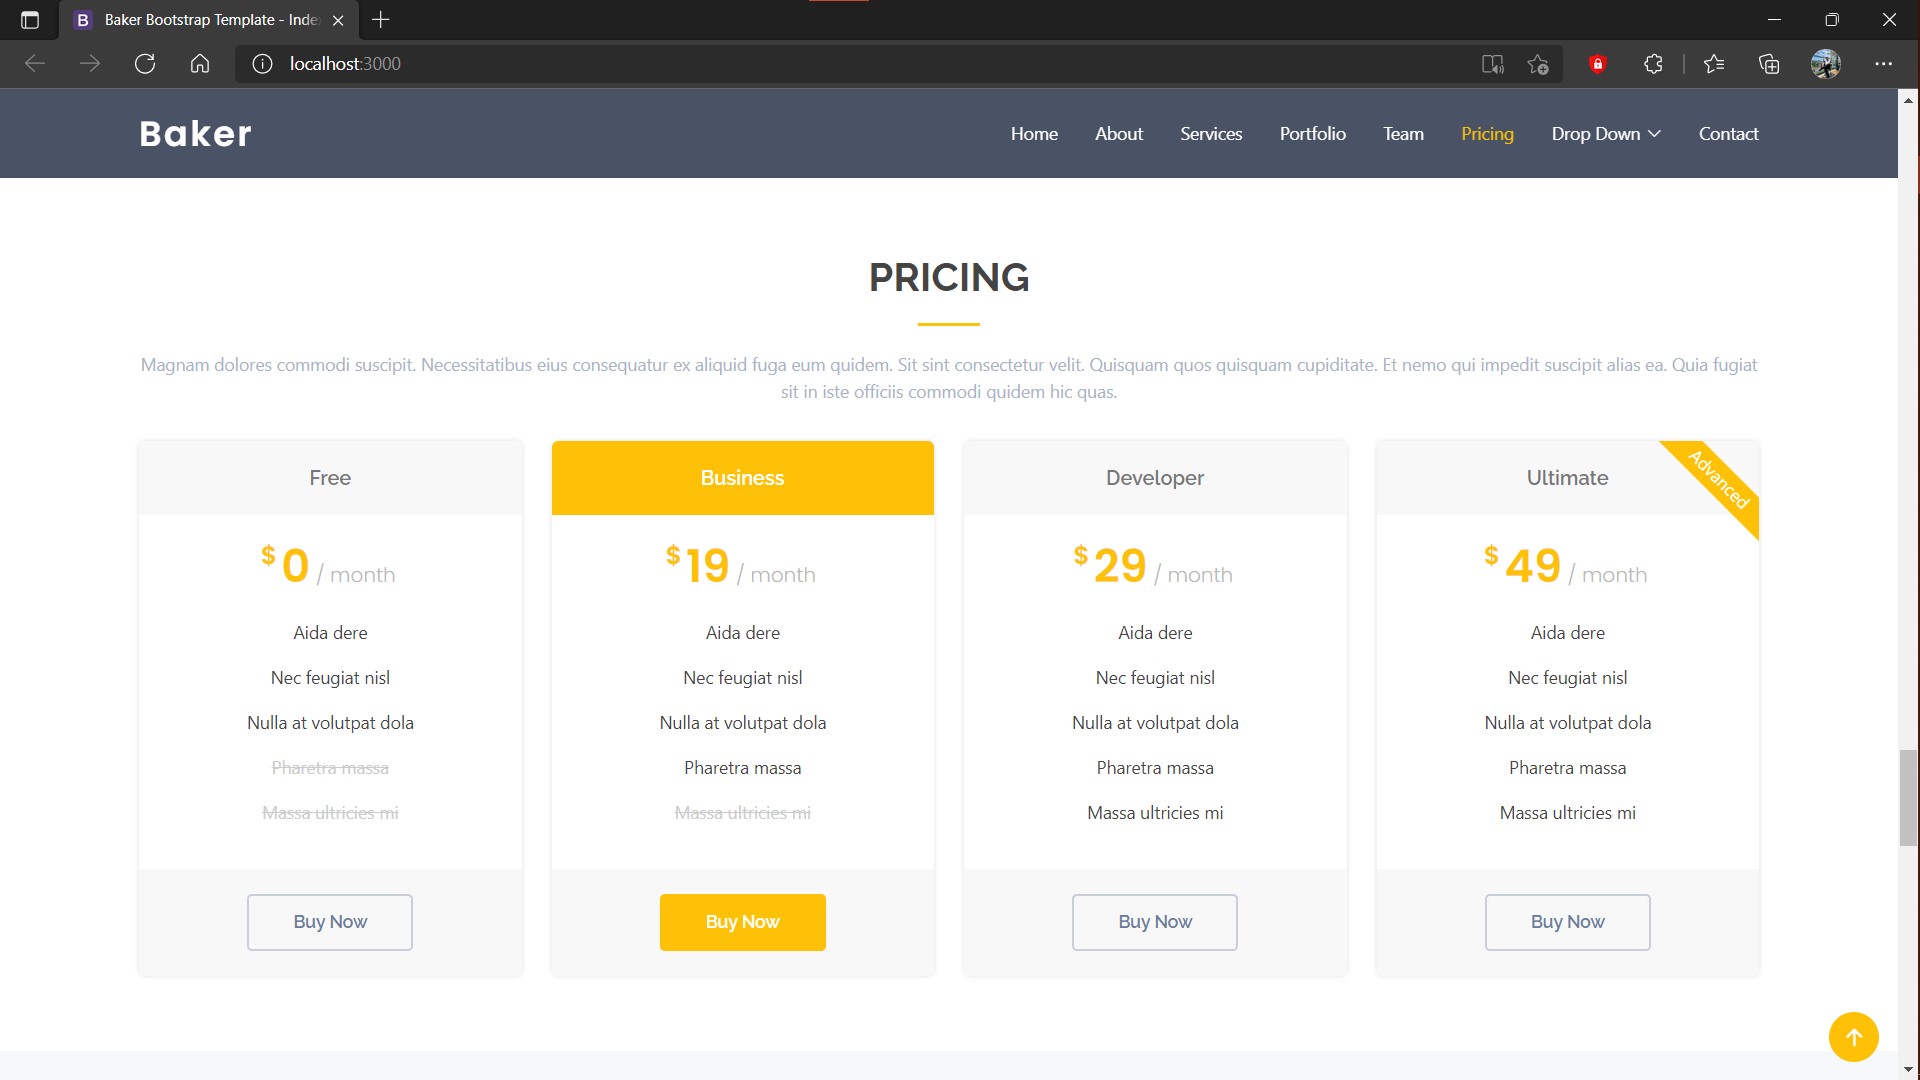 Baker Bootstrap Template - Inde
localhost:3000
Baker
Home About Services Portfolio Team Pricing Drop Down Contact
PRICING
Magnam dolores commodi suscipit. Necessitatibus eius consequatur ex aliquid fuga eum quidem. Sit sint consectetur velit. Quisquam quos quisquam cupiditate. Et nemo qui impedit suscipit alias ea. Quia fugiat
sit in iste officiis commodi quidem hic quas.
Free
$0 / month
Aida dere
Nec feugiat nisl
Nulla at volutpat dola
Pharetra massa
Massa ultricies mi
Buy Now
Business
$19 / month
Aida dere
Nec feugiat nisl
Nulla at volutpat dola
Pharetra massa
Massa ultricies mi
Buy Now
Developer
$29 / month
Aida dere
Nec feugiat nisl
Nulla at volutpat dola
Pharetra massa
Massa ultricies mi
Buy Now
Ultimate
Advanced
$49 / month
Aida dere
Nec feugiat nisl
Nulla at volutpat dola
Pharetra massa
Massa ultricies mi
Buy Now